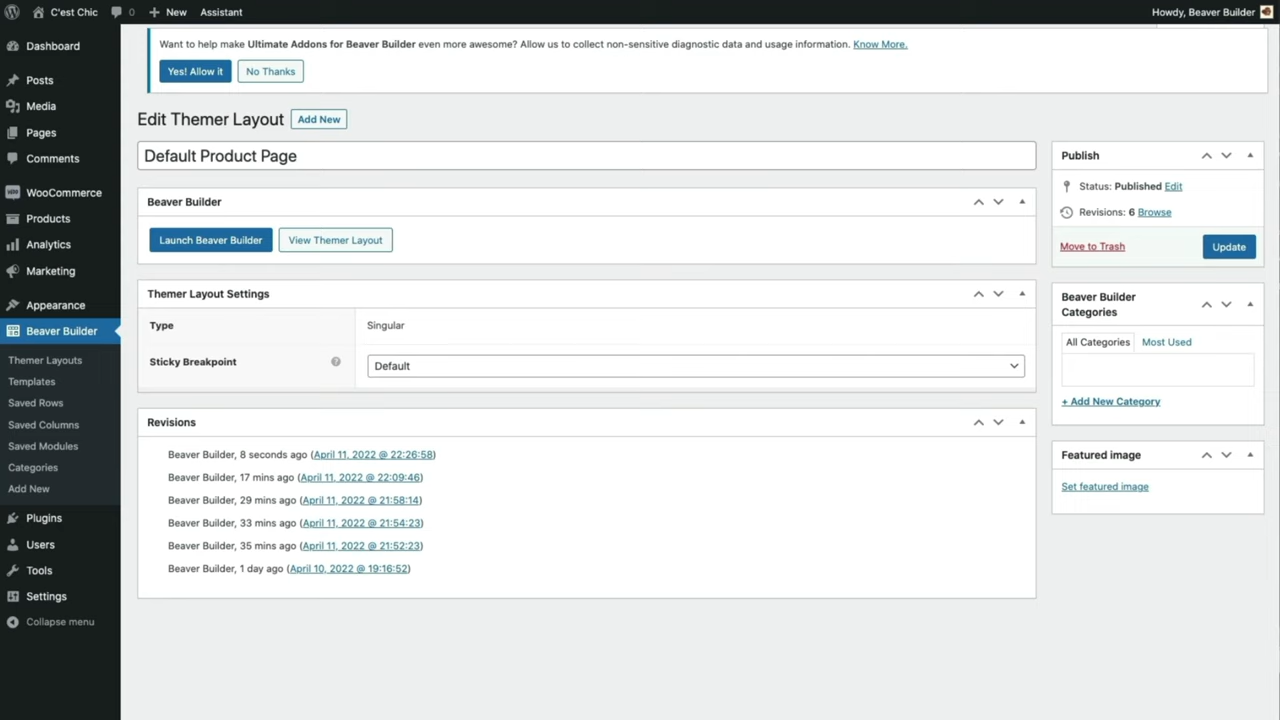 C'est Chic
0
New
Assistant
Howdy, Beaver Builder
Dashboard
Posts
Media
Pages
Comments
WooCommerce
Products
Analytics
Marketing
Appearance
Beaver Builder
Themer Layouts
Templates
Saved Rows
Saved Columns
Saved Modules
Categories
Add New
Plugins
Users
Tools
Settings
Collapse menu
Want to help make Ultimate Addons for Beaver Builder even more awesome? Allow us to collect non-sensitive diagnostic data and usage information. Know More.
Yes! Allow it
No Thanks
Edit Themer Layout
Add New
Default Product Page
Beaver Builder
Launch Beaver Builder
View Themer Layout
Themer Layout Settings
Type
Singular
Sticky Breakpoint
?
Default
Revisions
Beaver Builder, 8 seconds ago (April 11, 2022 @ 22:26:58)
Beaver Builder, 17 mins ago (April 11, 2022 @ 22:09:46)
Beaver Builder, 29 mins ago (April 11, 2022 @ 21:58:14)
Beaver Builder, 33 mins ago (April 11, 2022 @ 21:54:23)
Beaver Builder, 35 mins ago (April 11, 2022 @ 21:52:23)
Beaver Builder, 1 day ago (April 10, 2022 @ 19:16:52)
Publish
Status: Published Edit
Revisions: 6 Browse
Move to Trash
Update
Beaver Builder
Categories
All Categories
Most Used
+ Add New Category
Featured image
Set featured image